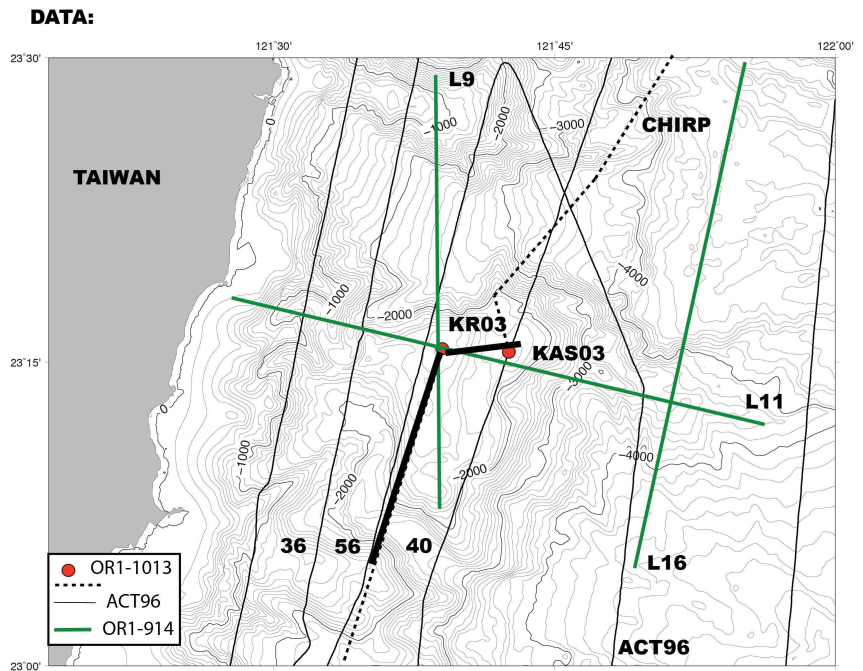 DATA:
121˚30'
121˚45'
122˚00'
23˚30'
L9
0
−1000
−2000
−3000
CHIRP
TAIWAN
−4000
−1000
−2000
KR03
KAS03
23˚15'
−3000
L11
0
−1000
−2000
−2000
−4000
36
56
40
L16
OR1-1013
ACT96
OR1-914
ACT96
23˚00'